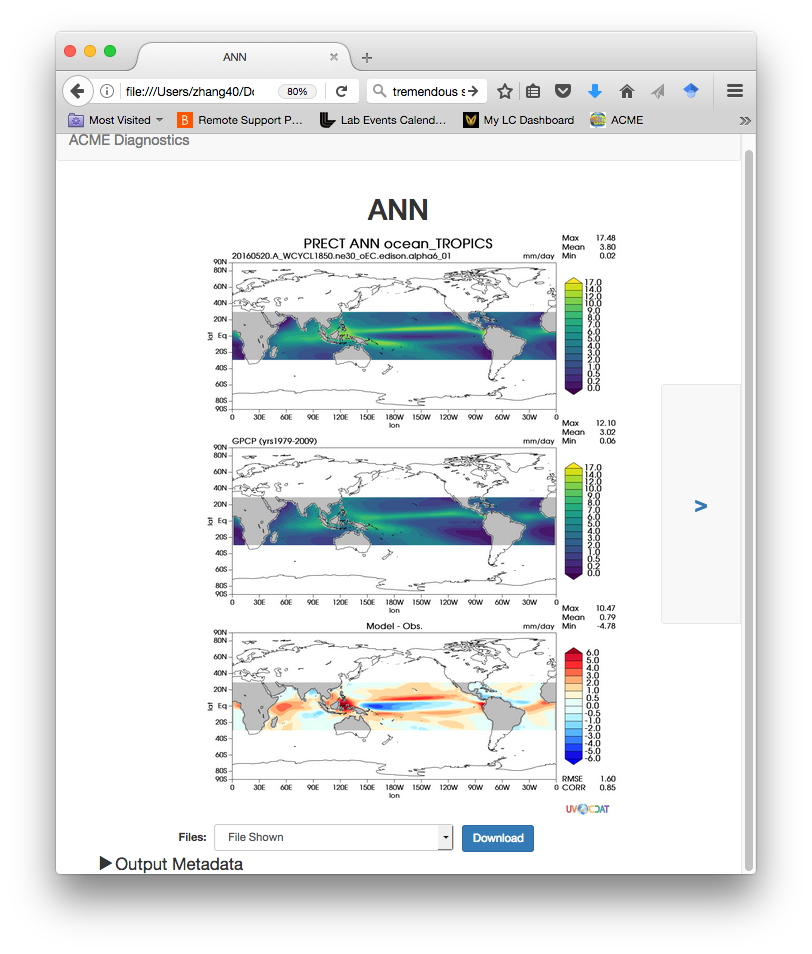 ANN
file:///Users/zhang40/Do
80%
tremendous s
Most Visited
Remote Support P…
Lab Events Calend…
My LC Dashboard
ACME
ACME Diagnostics
ANN
PRECT ANN ocean_TROPICS
Max 17.48
Mean 3.80
Min 0.02
20160520.A_WCYCL1850.ne30_oEC.edison.alpha6_01 mm/day
90N
80N
60N
40N
20N
Eq
20S
40S
60S
80S
90S
lat
0 30E 60E 90E 120E 150E 180W 150W 120W 90W 60W 30W 0
lon
17.0
14.0
12.0
10.0
9.0
8.0
7.0
6.0
5.0
4.0
3.0
2.0
1.0
0.5
0.2
0.0
Max 12.10
Mean 3.02
Min 0.06
GPCP (yrs1979-2009) mm/day
90N
80N
60N
40N
20N
Eq
20S
40S
60S
80S
90S
lat
0 30E 60E 90E 120E 150E 180W 150W 120W 90W 60W 30W 0
lon
17.0
14.0
12.0
10.0
9.0
8.0
7.0
6.0
5.0
4.0
3.0
2.0
1.0
0.5
0.2
0.0
Max 10.47
Mean 0.79
Min -4.78
Model - Obs. mm/day
90N
80N
60N
40N
20N
Eq
20S
40S
60S
80S
90S
lat
0 30E 60E 90E 120E 150E 180W 150W 120W 90W 60W 30W 0
lon
6.0
5.0
4.0
3.0
2.0
1.0
0.5
0.0
-0.5
-1.0
-2.0
-3.0
-4.0
-5.0
-6.0
RMSE 1.60
CORR 0.85
UV CDAT
>
Files: File Shown Download
Output Metadata